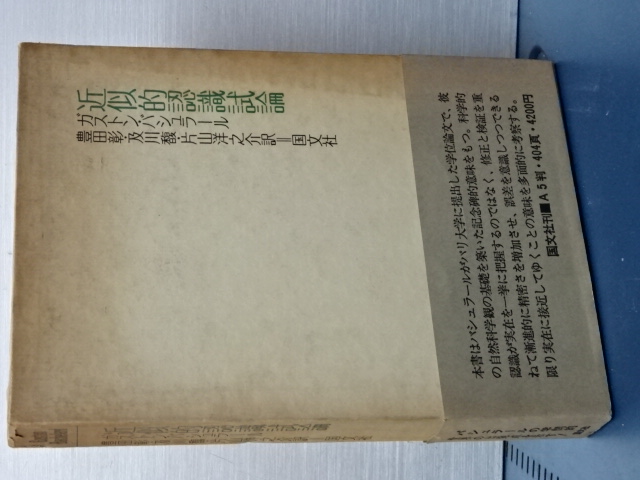 近似的認識試論
ガストン・バシュラール
豊田彰 及川馥 片山洋之介訳=国文社
本書はバシュラールがパリ大学に提出した学位論文で、彼
の自然科学観の基礎を築いた記念碑的意味をもつ。科学的
認識が実在を一挙に把握するのではなく、修正と検証を重
ねて漸進的に精密さを増加させ、誤差を意識しつつできる
限り実在に接近してゆくことの意味を多面的に考察する。
国文社刊■A5判・404頁・4200円